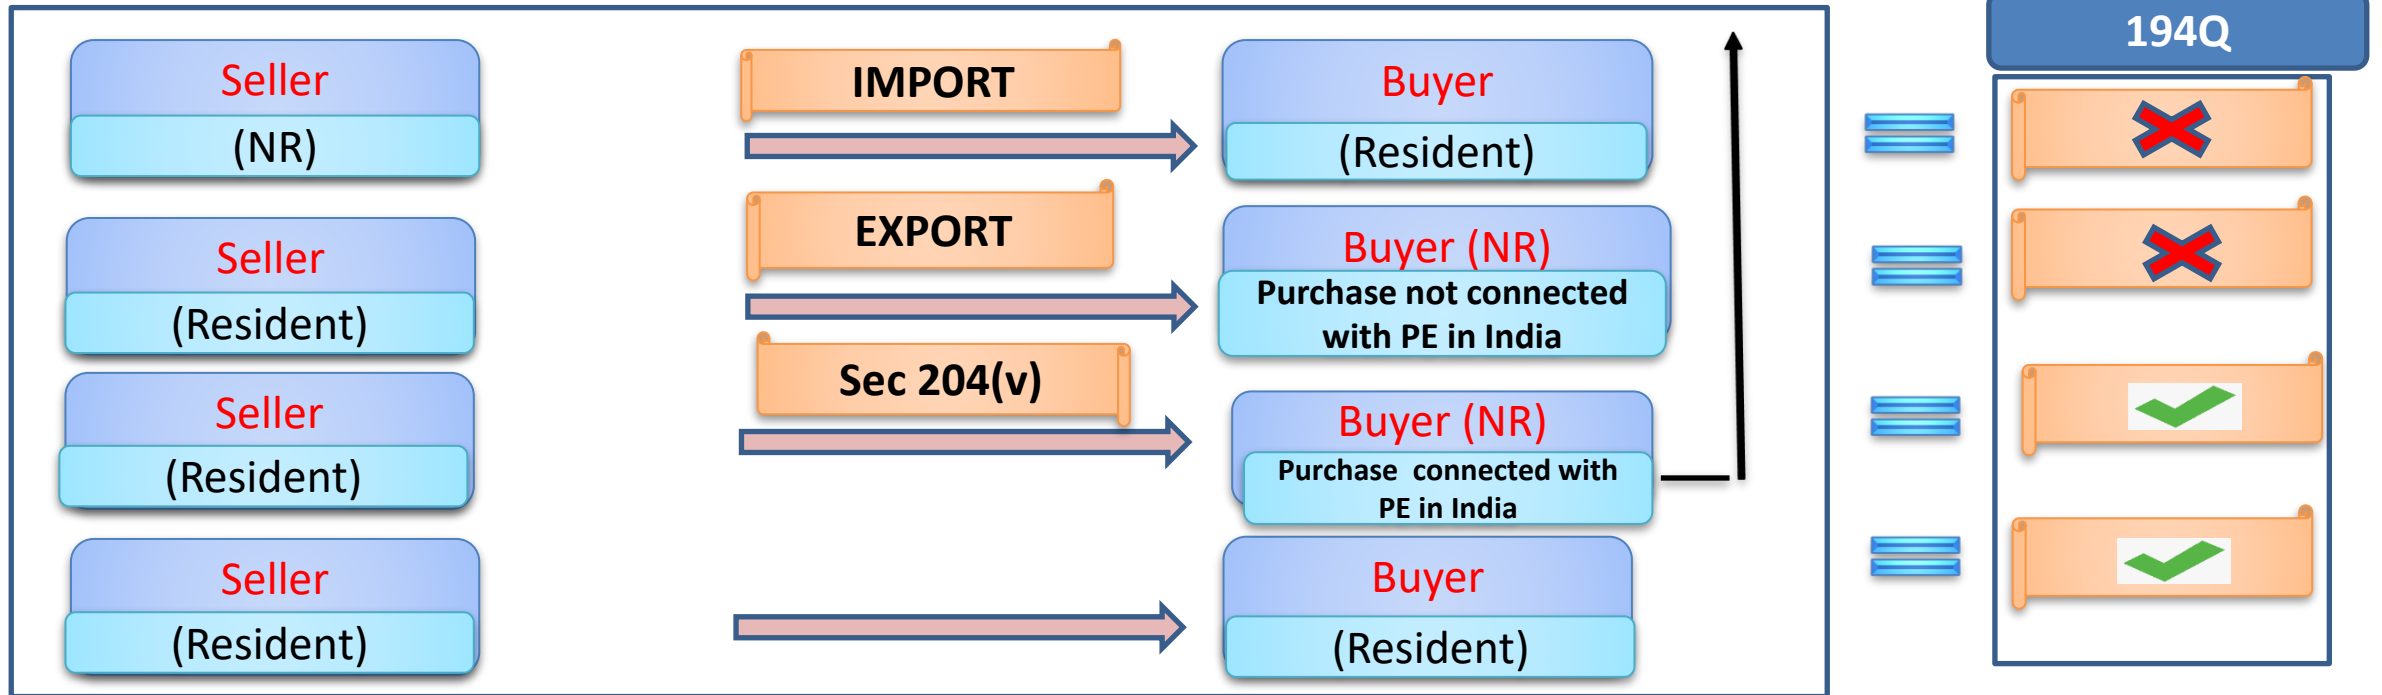 194Q
Seller
(NR)
IMPORT
Buyer
(Resident)
Seller
(Resident)
EXPORT
Buyer (NR)
Purchase not connected
with PE in India
Seller
(Resident)
Sec 204(v)
Buyer (NR)
Purchase connected with
PE in India
Seller
(Resident)
Buyer
(Resident)